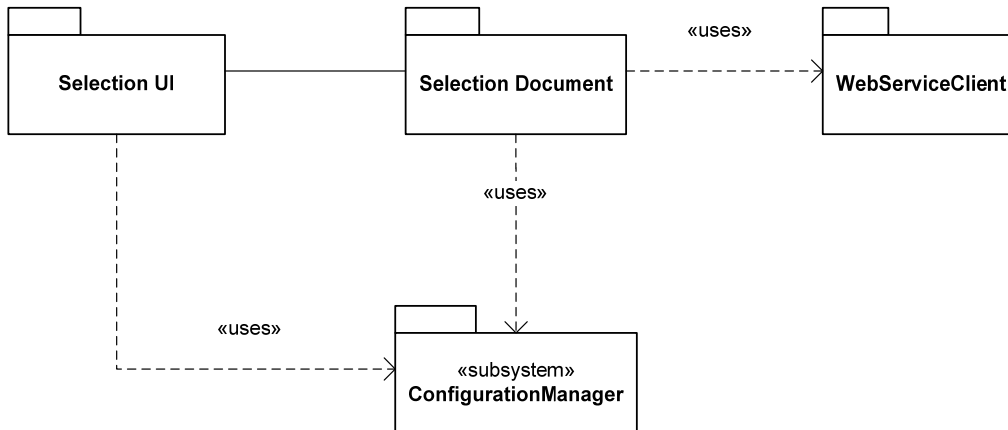 «uses»
Selection UI
Selection Document
WebServiceClient
«uses»
«uses»
«subsystem»
ConfigurationManager